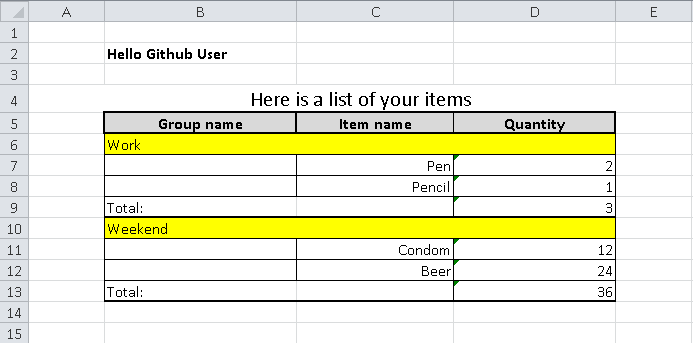 A B C D E
1
2 Hello Github User
3
4 Here is a list of your items
5 Group name Item name Quantity
6 Work
7 Pen 2
8 Pencil 1
9 Total: 3
10 Weekend
11 Condom 12
12 Beer 24
13 Total: 36
14
15